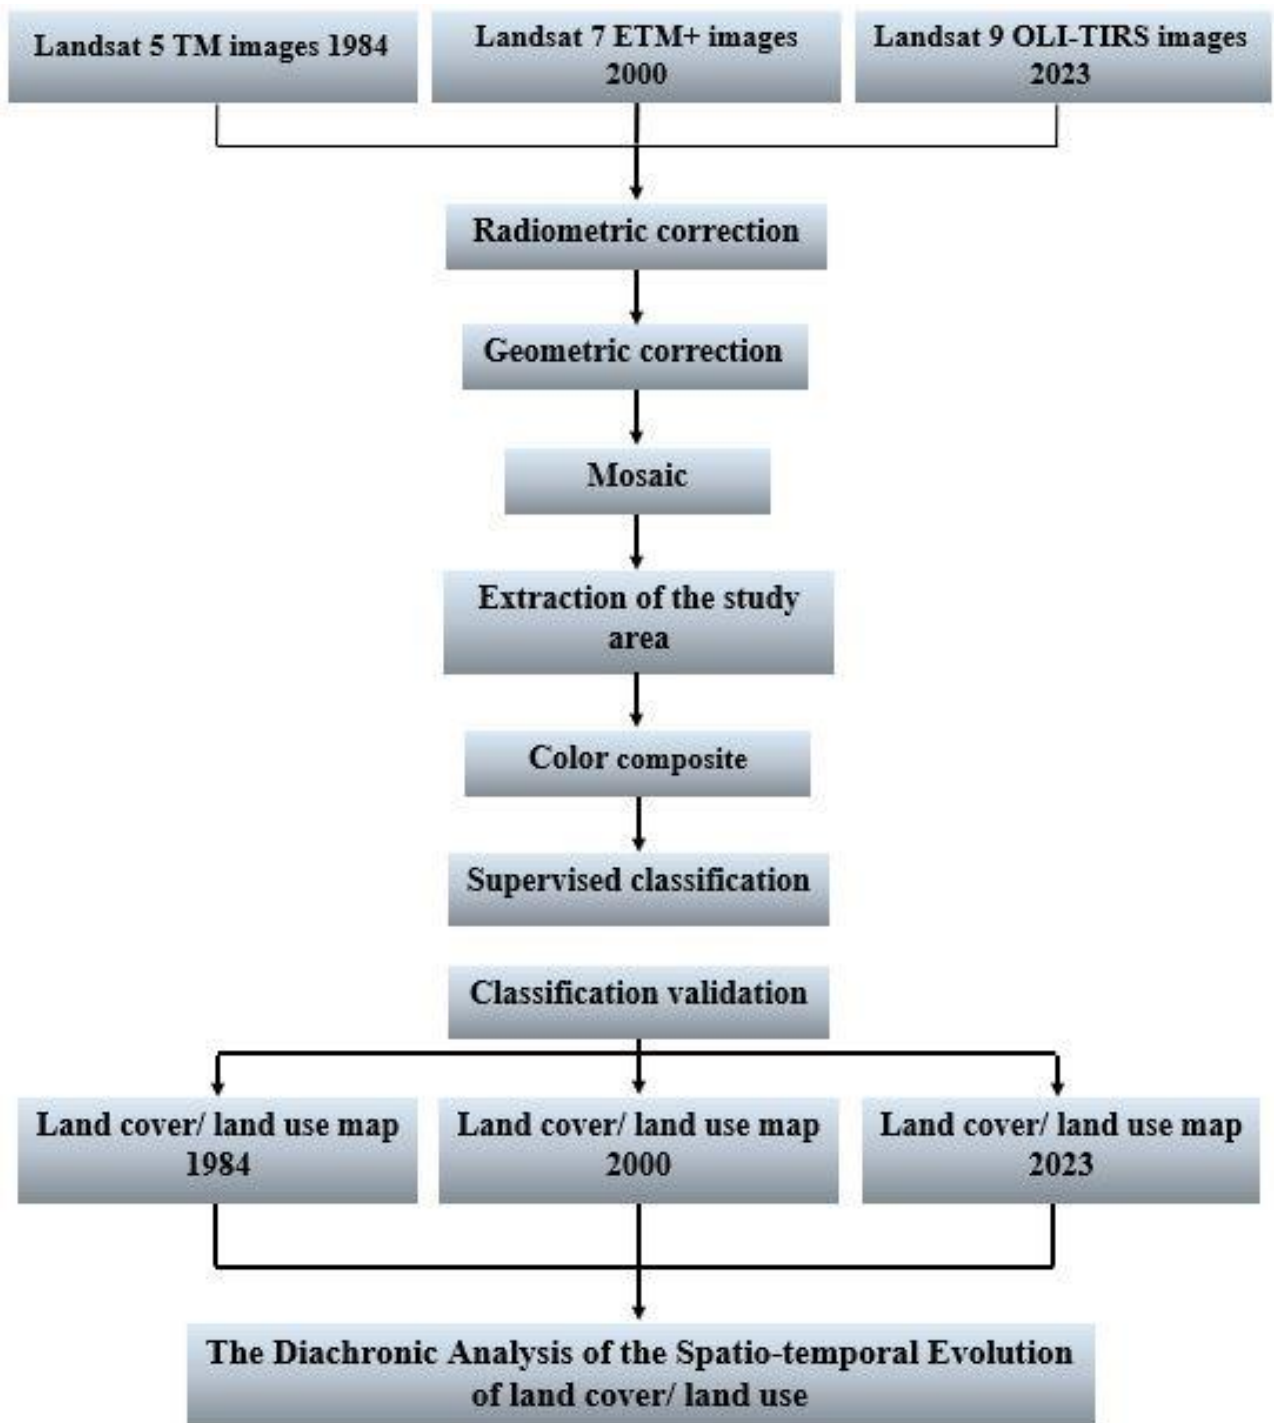 Landsat 5 TM images 1984
Landsat 7 ETM+ images
2000
Landsat 9 OLI-TIRS images
2023
Radiometric correction
Geometric correction
Mosaic
Extraction of the study
area
Color composite
Supervised classification
Classification validation
Land cover/ land use map
1984
Land cover/ land use map
2000
Land cover/ land use map
2023
The Diachronic Analysis of the Spatio-temporal Evolution
of land cover/ land use